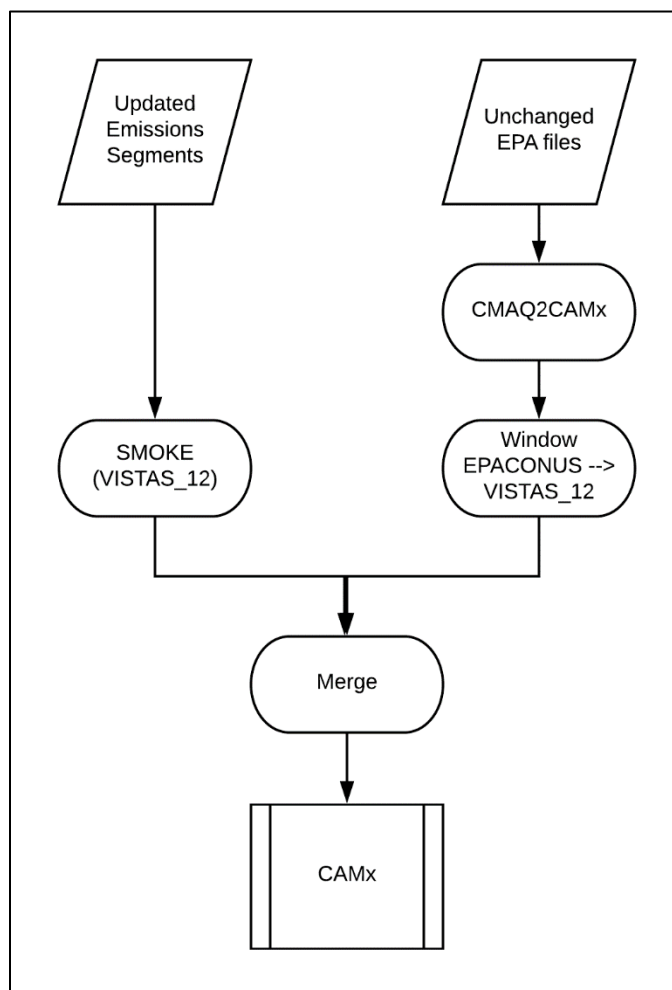 Updated
Emissions
Segments
Unchanged
EPA files
CMAQ2CAMx
SMOKE
(VISTAS_12)
Window
EPACONUS -->
VISTAS_12
Merge
CAMx